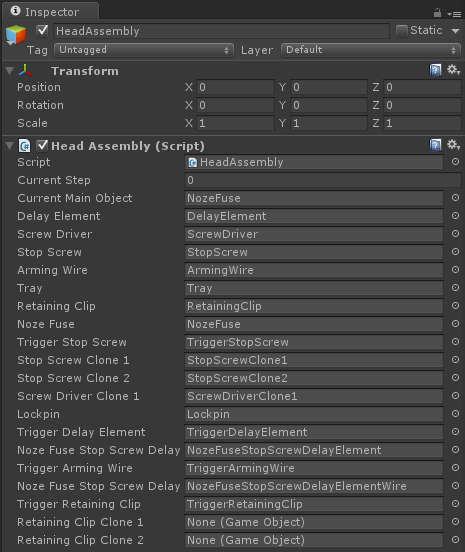 Inspector
HeadAssembly Static
Tag Untagged Layer Default
Transform
Position X 0 Y 0 Z 0
Rotation X 0 Y 0 Z 0
Scale X 1 Y 1 Z 1
Head Assembly (Script)
Script HeadAssembly
Current Step 0
Current Main Object NozeFuse
Delay Element DelayElement
Screw Driver ScrewDriver
Stop Screw StopScrew
Arming Wire ArmingWire
Tray Tray
Retaining Clip RetainingClip
Noze Fuse NozeFuse
Trigger Stop Screw TriggerStopScrew
Stop Screw Clone 1 StopScrewClone1
Stop Screw Clone 2 StopScrewClone2
Screw Driver Clone 1 ScrewDriverClone1
Lockpin Lockpin
Trigger Delay Element TriggerDelayElement
Noze Fuse Stop Screw Delay NozeFuseStopScrewDelayElement
Trigger Arming Wire TriggerArmingWire
Noze Fuse Stop Screw Delay NozeFuseStopScrewDelayElementWire
Trigger Retaining Clip TriggerRetainingClip
Retaining Clip Clone 1 None (Game Object)
Retaining Clip Clone 2 None (Game Object)